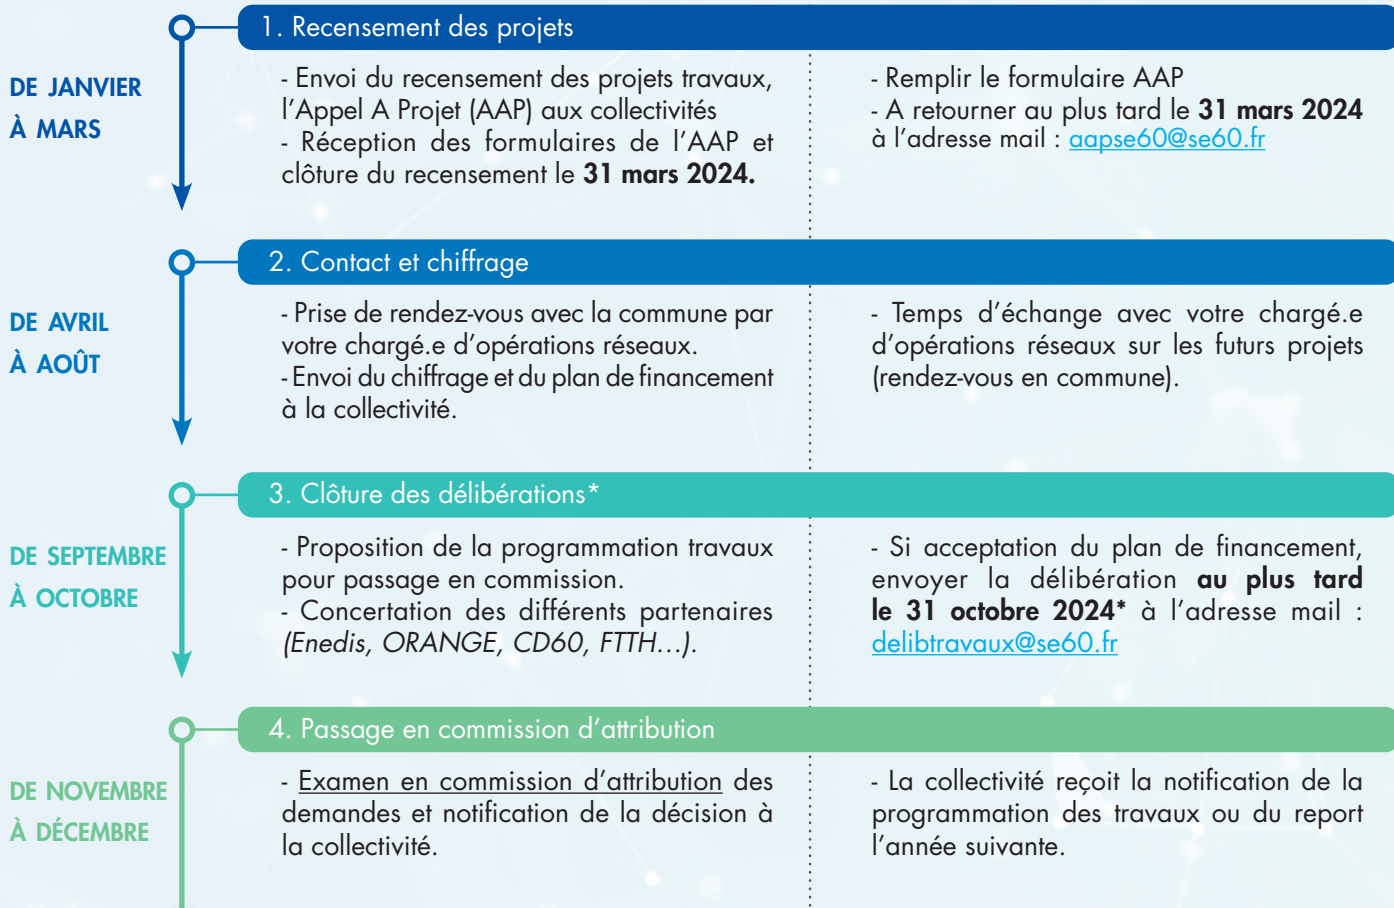 1. Recensement des projets
DE JANVIER
À MARS
- Envoi du recensement des projets travaux,
l’Appel A Projet (AAP) aux collectivités
- Réception des formulaires de l’AAP et
clôture du recensement le 31 mars 2024.
- Remplir le formulaire AAP
- A retourner au plus tard le 31 mars 2024
à l’adresse mail : aapse60@se60.fr
2. Contact et chiffrage
DE AVRIL
À AOÛT
- Prise de rendez-vous avec la commune par
votre chargé.e d’opérations réseaux.
- Envoi du chiffrage et du plan de financement
à la collectivité.
- Temps d’échange avec votre chargé.e
d’opérations réseaux sur les futurs projets
(rendez-vous en commune).
3. Clôture des délibérations*
DE SEPTEMBRE
À OCTOBRE
- Proposition de la programmation travaux
pour passage en commission.
- Concertation des différents partenaires
(Enedis, ORANGE, CD60, FTTH...).
- Si acceptation du plan de financement,
envoyer la délibération au plus tard
le 31 octobre 2024* à l’adresse mail :
delibtravaux@se60.fr
4. Passage en commission d’attribution
DE NOVEMBRE
À DÉCEMBRE
- Examen en commission d’attribution des
demandes et notification de la décision à
la collectivité.
- La collectivité reçoit la notification de la
programmation des travaux ou du report
l’année suivante.